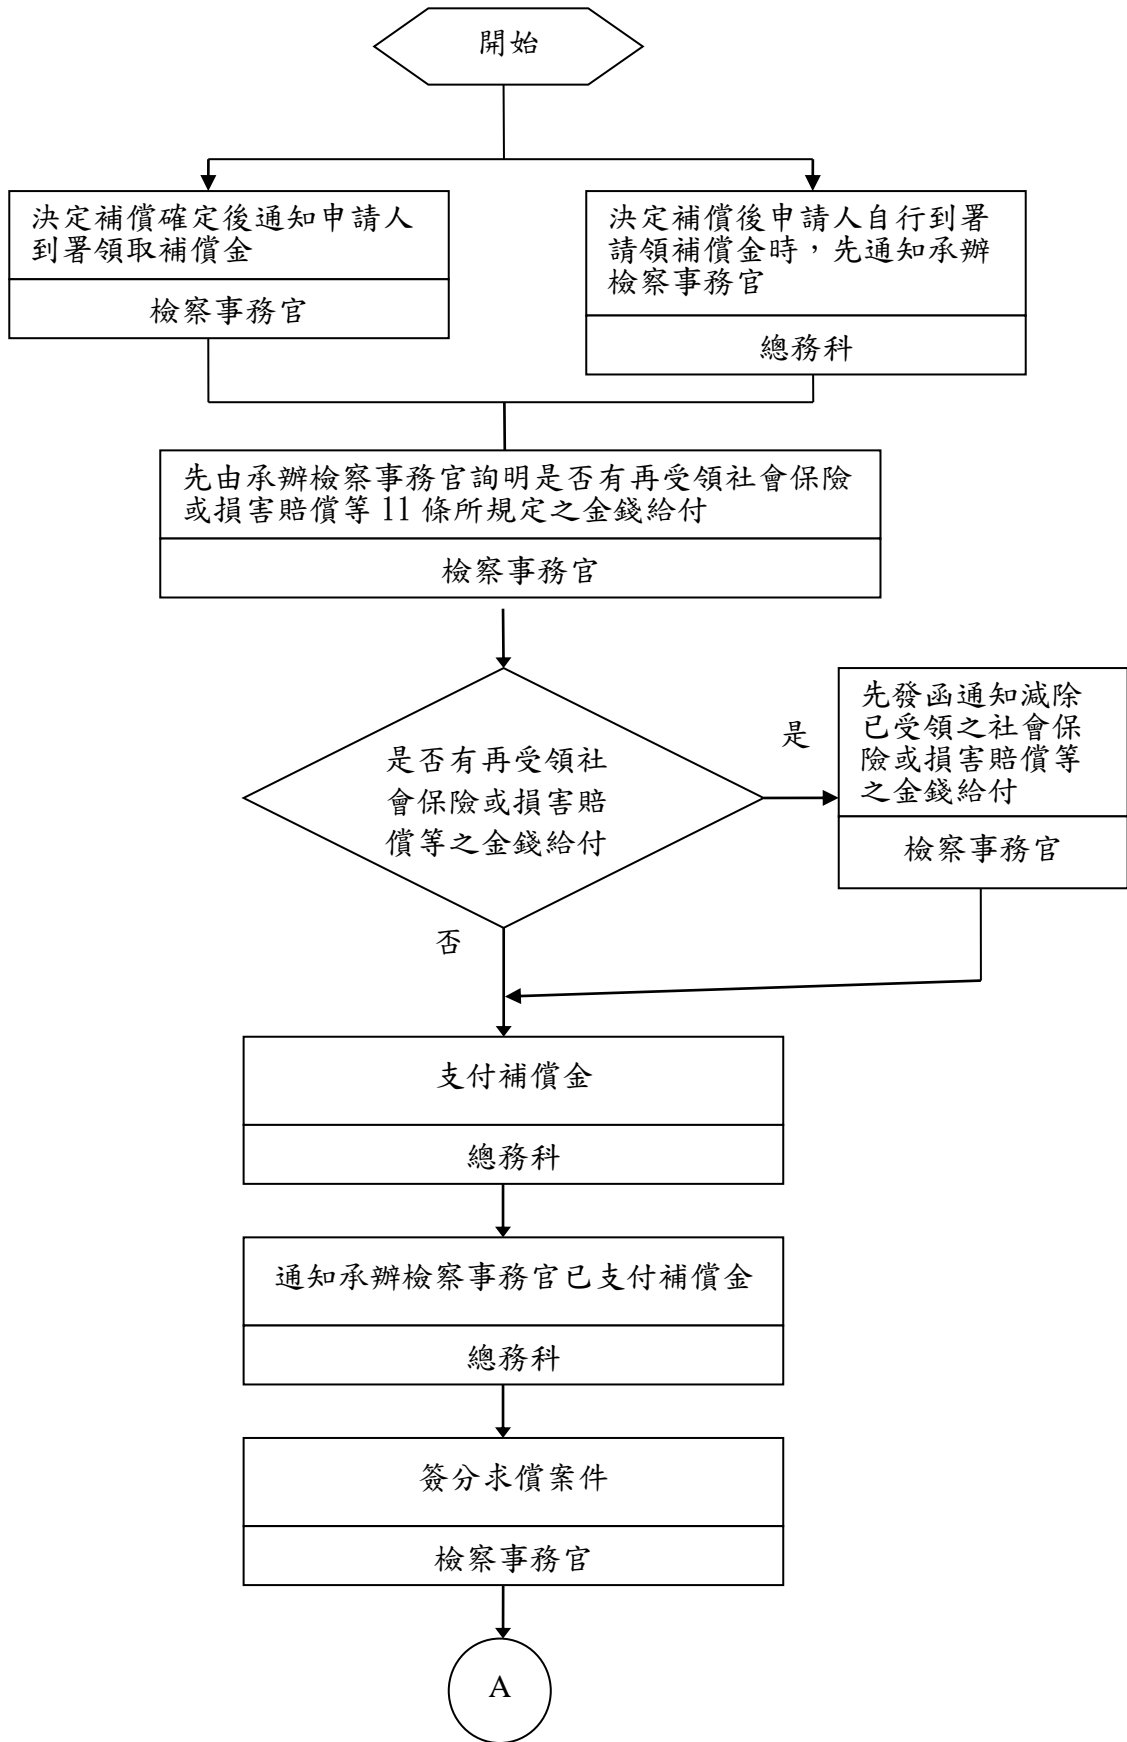 開始
決定補償確定後通知申請人
到署領取補償金
檢察事務官
決定補償後申請人自行到署
請領補償金時，先通知承辦
檢察事務官
總務科
先由承辦檢察事務官詢明是否有再受領社會保險
或損害賠償等 11 條所規定之金錢給付
檢察事務官
是否有再受領社
會保險或損害賠
償等之金錢給付
是
先發函通知減除
已受領之社會保
險或損害賠償等
之金錢給付
檢察事務官
否
支付補償金
總務科
通知承辦檢察事務官已支付補償金
總務科
簽分求償案件
檢察事務官
A